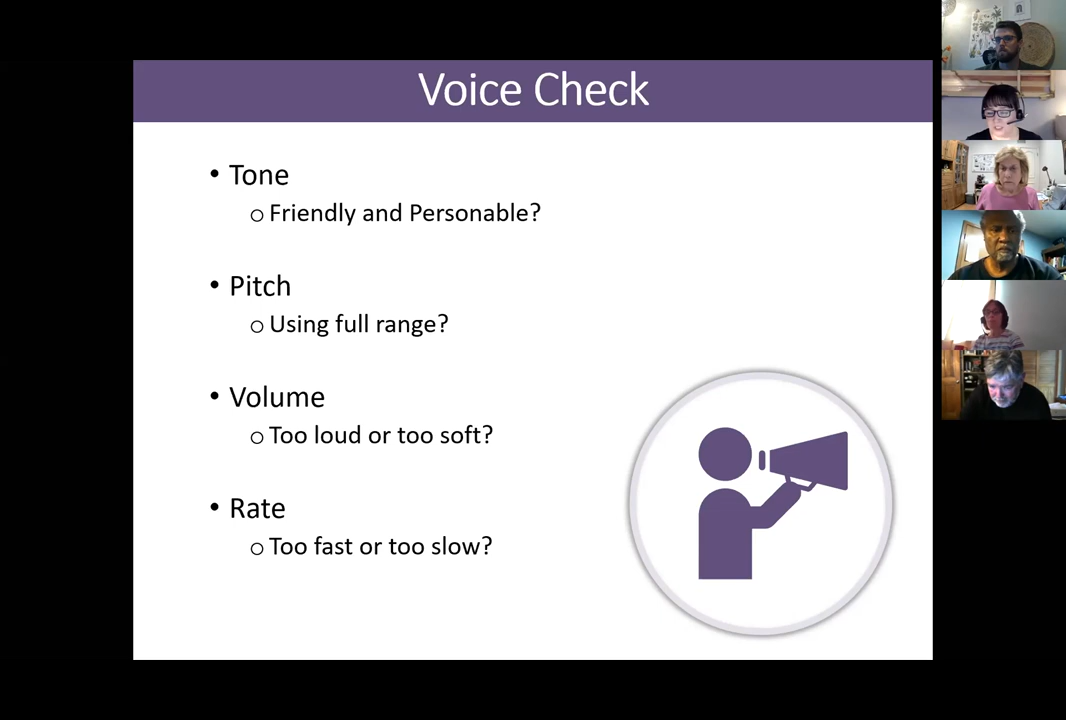 Voice Check
• Tone
o Friendly and Personable?
• Pitch
o Using full range?
• Volume
o Too loud or too soft?
• Rate
o Too fast or too slow?